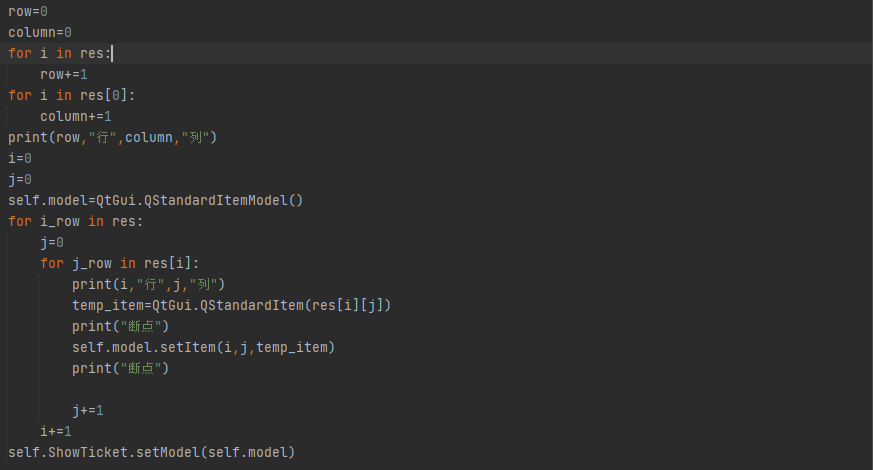 row=0
column=0
for i in res:
    row+=1
for i in res[0]:
    column+=1
print(row,"行",column,"列")
i=0
j=0
self.model=QtGui.QStandardItemModel()
for i_row in res:
    j=0
    for j_row in res[i]:
        print(i,"行",j,"列")
        temp_item=QtGui.QStandardItem(res[i][j])
        print("断点")
        self.model.setItem(i,j,temp_item)
        print("断点")

        j+=1
    i+=1
self.ShowTicket.setModel(self.model)